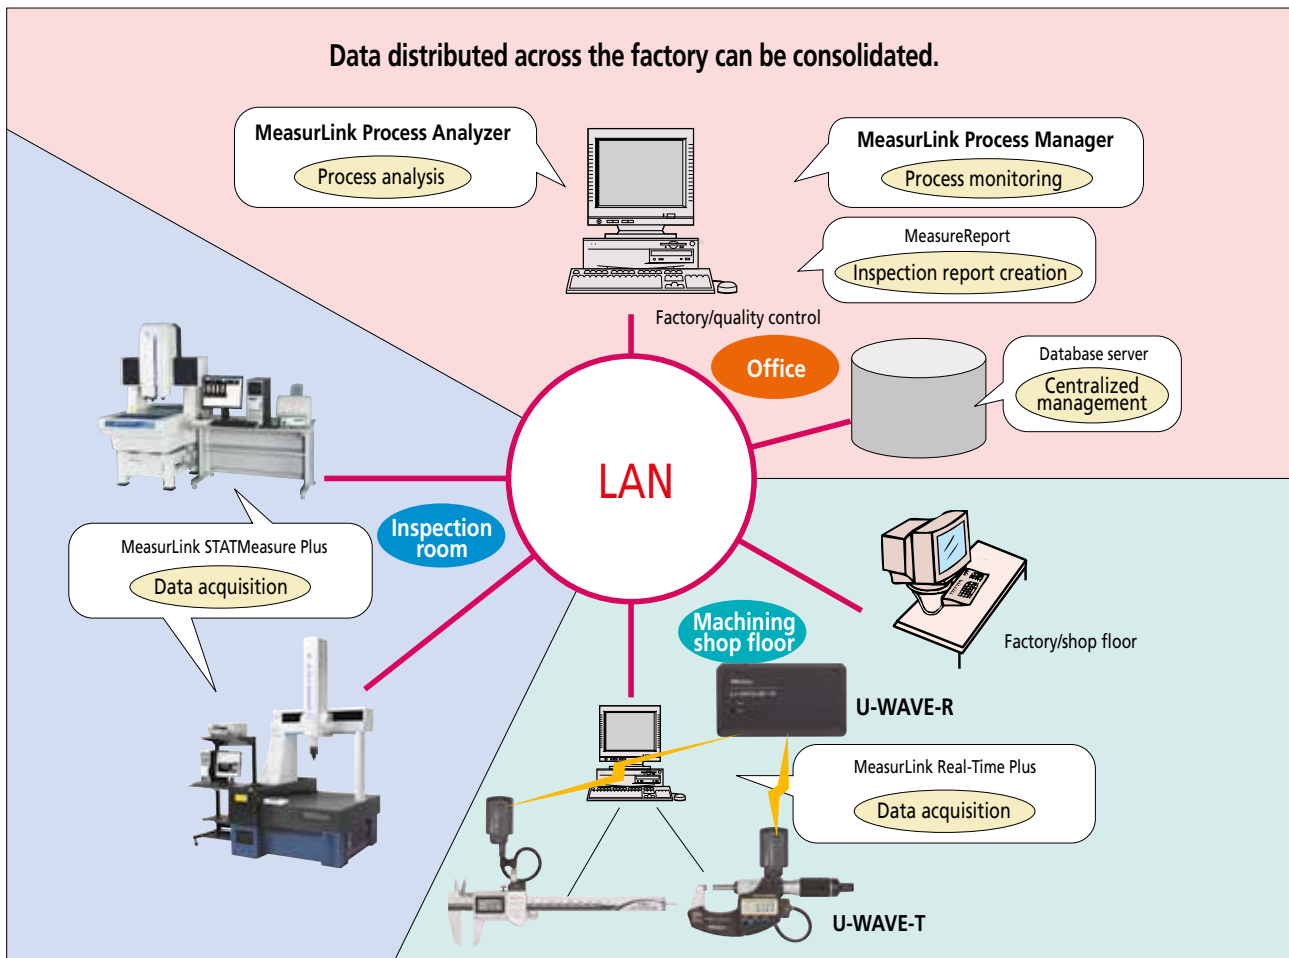 Data distributed across the factory can be consolidated.
MeasurLink Process Analyzer
Process analysis
MeasurLink Process Manager
Process monitoring
MeasureReport
Inspection report creation
Factory/quality control
Office
Database server
Centralized
management
LAN
Inspection
room
MeasurLink STATMeasure Plus
Data acquisition
Machining
shop floor
Factory/shop floor
U-WAVE-R
MeasurLink Real-Time Plus
Data acquisition
U-WAVE-T